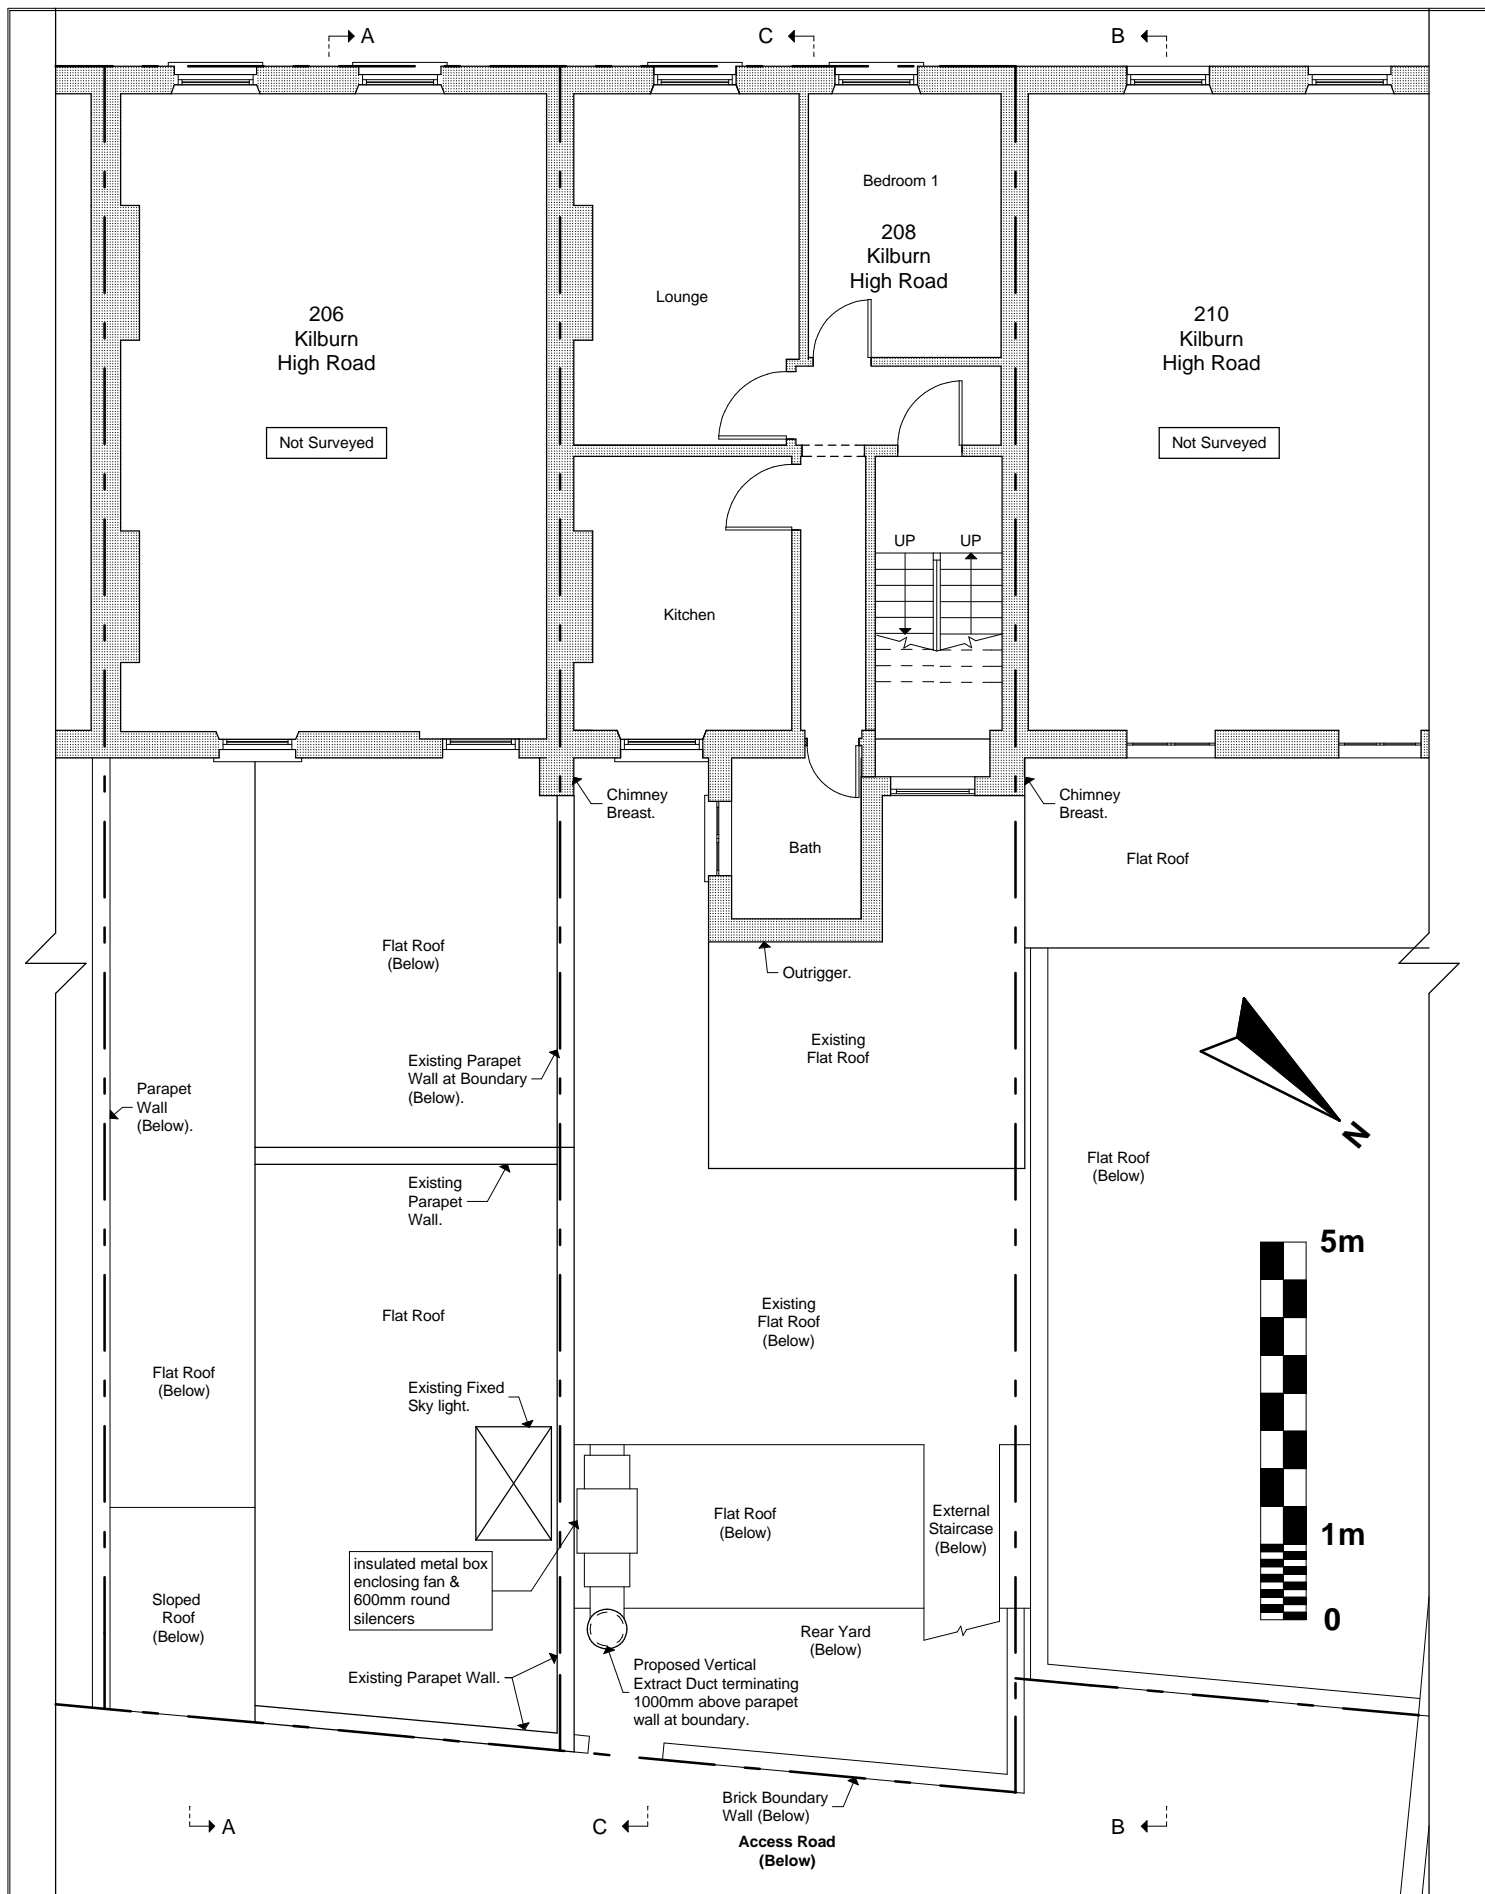 A
C
B
Bedroom 1
208
Kilburn
High Road
Lounge
206
Kilburn
High Road
210
Kilburn
High Road
Not Surveyed
Not Surveyed
UP
UP
Kitchen
Chimney
Breast.
Chimney
Breast.
Bath
Flat Roof
Flat Roof
(Below)
Outrigger.
Existing
Flat Roof
Existing Parapet
Wall at Boundary
(Below).
Parapet
Wall
(Below).
N
Flat Roof
(Below)
Existing
Parapet
Wall.
5m
Flat Roof
Existing
Flat Roof
(Below)
Flat Roof
(Below)
Existing Fixed
Sky light.
Flat Roof
(Below)
External
Staircase
(Below)
1m
insulated metal box
enclosing fan &
600mm round
silencers
Sloped
Roof
(Below)
0
Rear Yard
(Below)
Existing Parapet Wall.
Proposed Vertical
Extract Duct terminating
1000mm above parapet
wall at boundary.
Brick Boundary
Wall (Below)
A
C
B
Access Road
(Below)